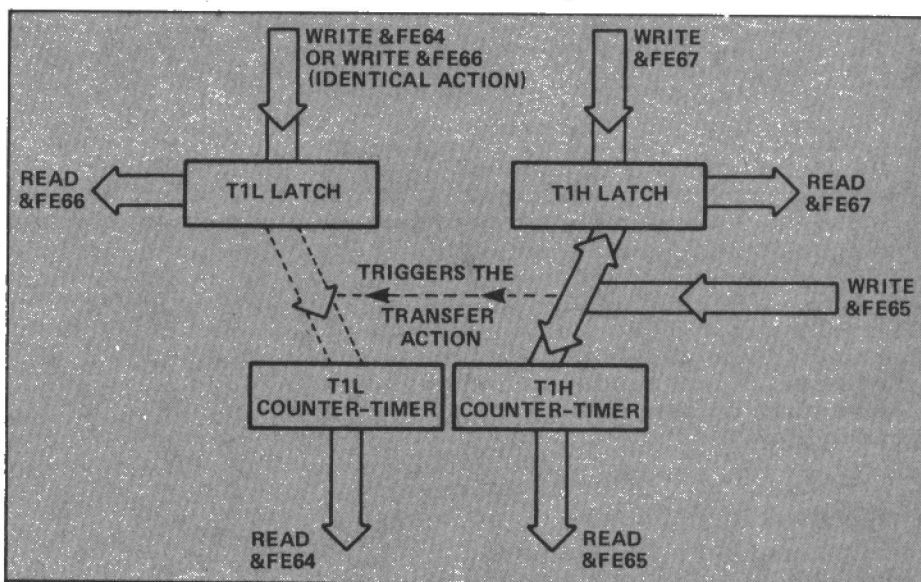 WRITE &FE64
OR WRITE &FE66
(IDENTICAL ACTION)
WRITE
&FE67
READ
&FE66
T1L LATCH
T1H LATCH
READ
&FE67
TRIGGERS THE
TRANSFER
ACTION
WRITE
&FE65
T1L
COUNTER-TIMER
T1H
COUNTER-TIMER
READ
&FE64
READ
&FE65